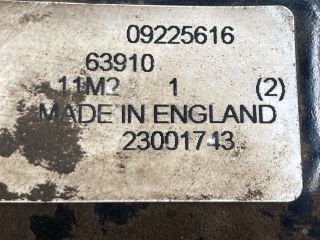 09225616
63910
11M2 1 (2)
MADE IN ENGLAND
23001743